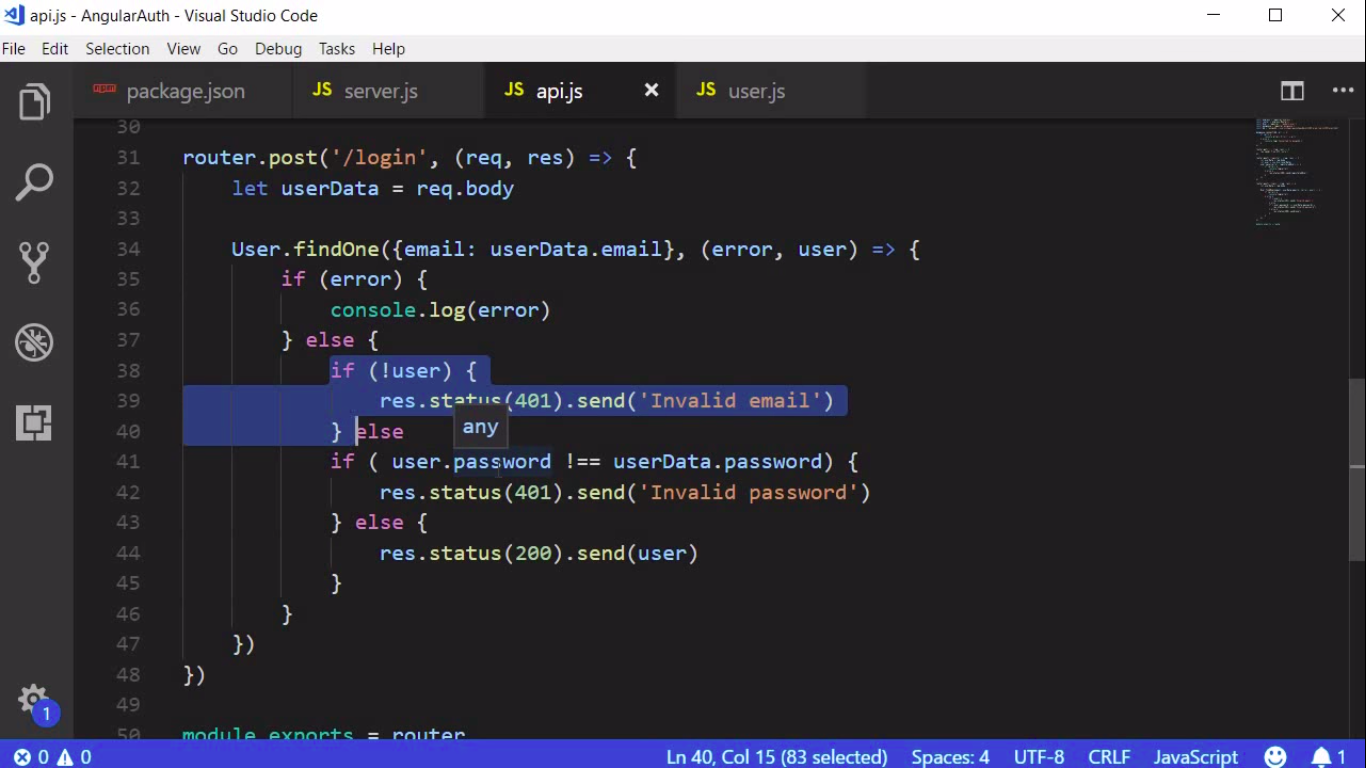 api.js - AngularAuth - Visual Studio Code
File Edit Selection View Go Debug Tasks Help
npm package.json JS server.js JS api.js JS user.js
30
31 router.post('/login', (req, res) => {
32 let userData = req.body
33
34 User.findOne({email: userData.email}, (error, user) => {
35 if (error) {
36 console.log(error)
37 } else {
38 if (!user) {
39 res.status(401).send('Invalid email')
40 } else
any
41 if ( user.password !== userData.password) {
42 res.status(401).send('Invalid password')
43 } else {
44 res.status(200).send(user)
45 }
46 }
47 })
48 })
49
50 module.exports = router
1
0 0 Ln 40, Col 15 (83 selected) Spaces: 4 UTF-8 CRLF JavaScript 1